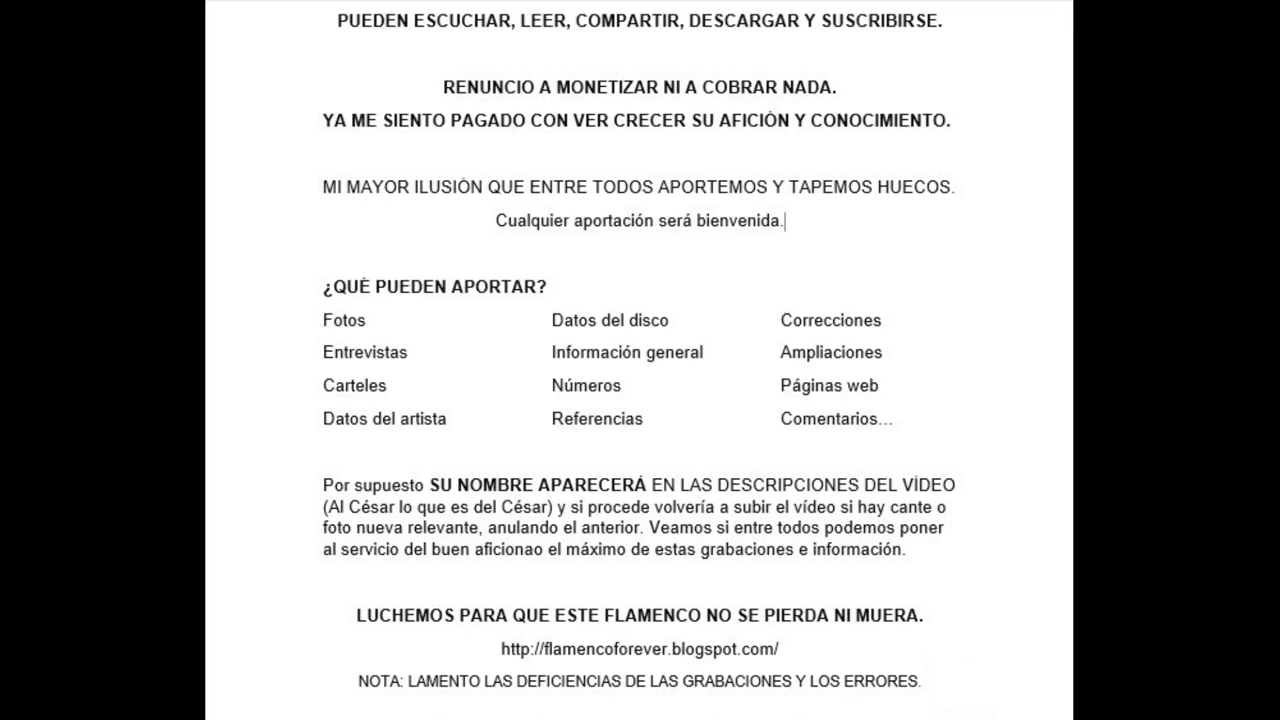 PUEDEN ESCUCHAR, LEER, COMPARTIR, DESCARGAR Y SUSCRIBIRSE.
RENUNCIO A MONETIZAR NI A COBRAR NADA.
YA ME SIENTO PAGADO CON VER CRECER SU AFICIÓN Y CONOCIMIENTO.
MI MAYOR ILUSIÓN QUE ENTRE TODOS APORTEMOS Y TAPEMOS HUECOS.
Cualquier aportación será bienvenida.
¿QUÉ PUEDEN APORTAR?
Fotos Datos del disco Correcciones
Entrevistas Información general Ampliaciones
Carteles Números Páginas web
Datos del artista Referencias Comentarios...
Por supuesto SU NOMBRE APARECERÁ EN LAS DESCRIPCIONES DEL VÍDEO
(Al César lo que es del César) y si procede volvería a subir el vídeo si hay cante o
foto nueva relevante, anulando el anterior. Veamos si entre todos podemos poner
al servicio del buen aficionao el máximo de estas grabaciones e información.
LUCHEMOS PARA QUE ESTE FLAMENCO NO SE PIERDA NI MUERA.
http://flamencoforever.blogspot.com/
NOTA: LAMENTO LAS DEFICIENCIAS DE LAS GRABACIONES Y LOS ERRORES.